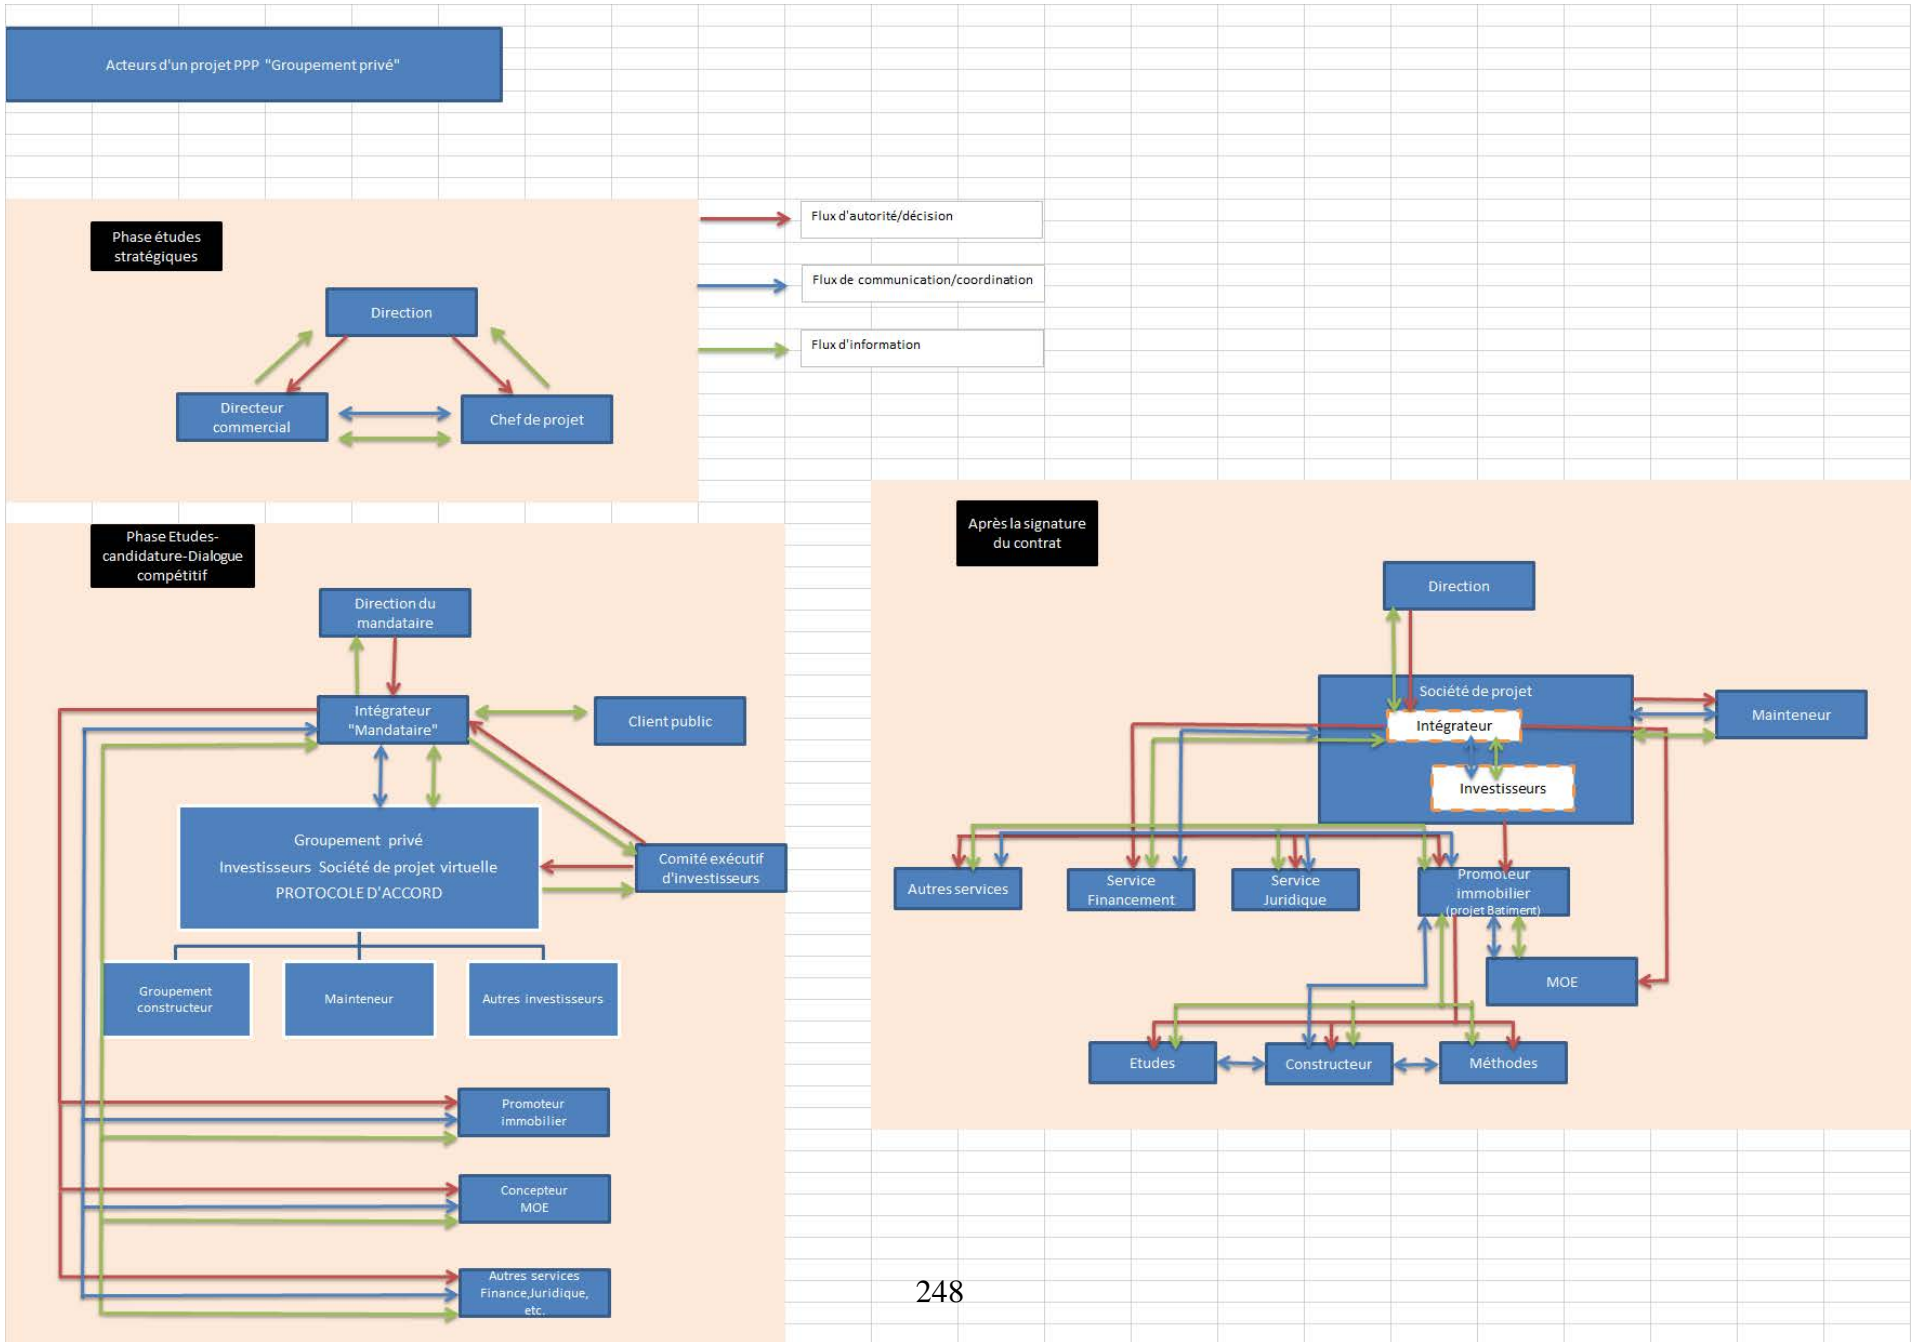 Acteurs d'un projet PPP "Groupement privé"
Phase études
stratégiques
Flux d'autorité/décision
Flux de communication/coordination
Flux d'information
Direction
Directeur
commercial
Chef de projet
Phase Etudes-
candidature-Dialogue
compétitif
Direction du
mandataire
Intégrateur
"Mandataire"
Client public
Groupement privé
Investisseurs Société de projet virtuelle
PROTOCOLE D'ACCORD
Comité exécutif
d'investisseurs
Groupement
constructeur
Mainteneur
Autres investisseurs
Promoteur
immobilier
Concepteur
MOE
Autres services
Finance,Juridique,
etc.
Après la signature
du contrat
Direction
Société de projet
Intégrateur
Investisseurs
Mainteneur
Autres services
Service
Financement
Service
Juridique
Promoteur
immobilier
(projet Batiment)
MOE
Etudes
Constructeur
Méthodes
248